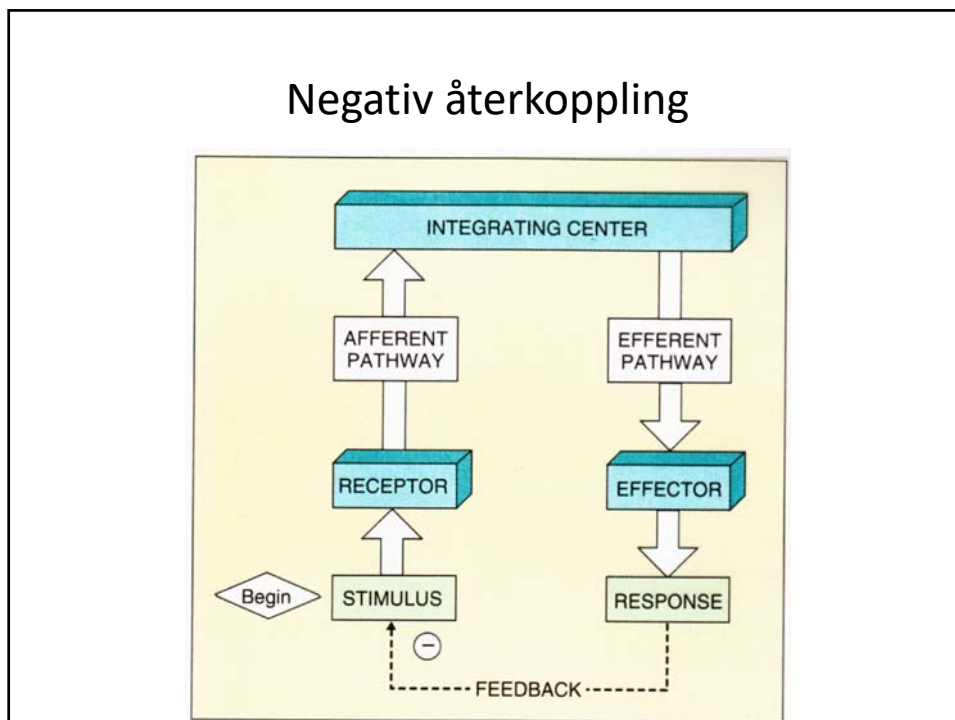 Negativ återkoppling
INTEGRATING CENTER
AFFERENT
PATHWAY
EFFERENT
PATHWAY
RECEPTOR
EFFECTOR
Begin
STIMULUS
RESPONSE
−
FEEDBACK